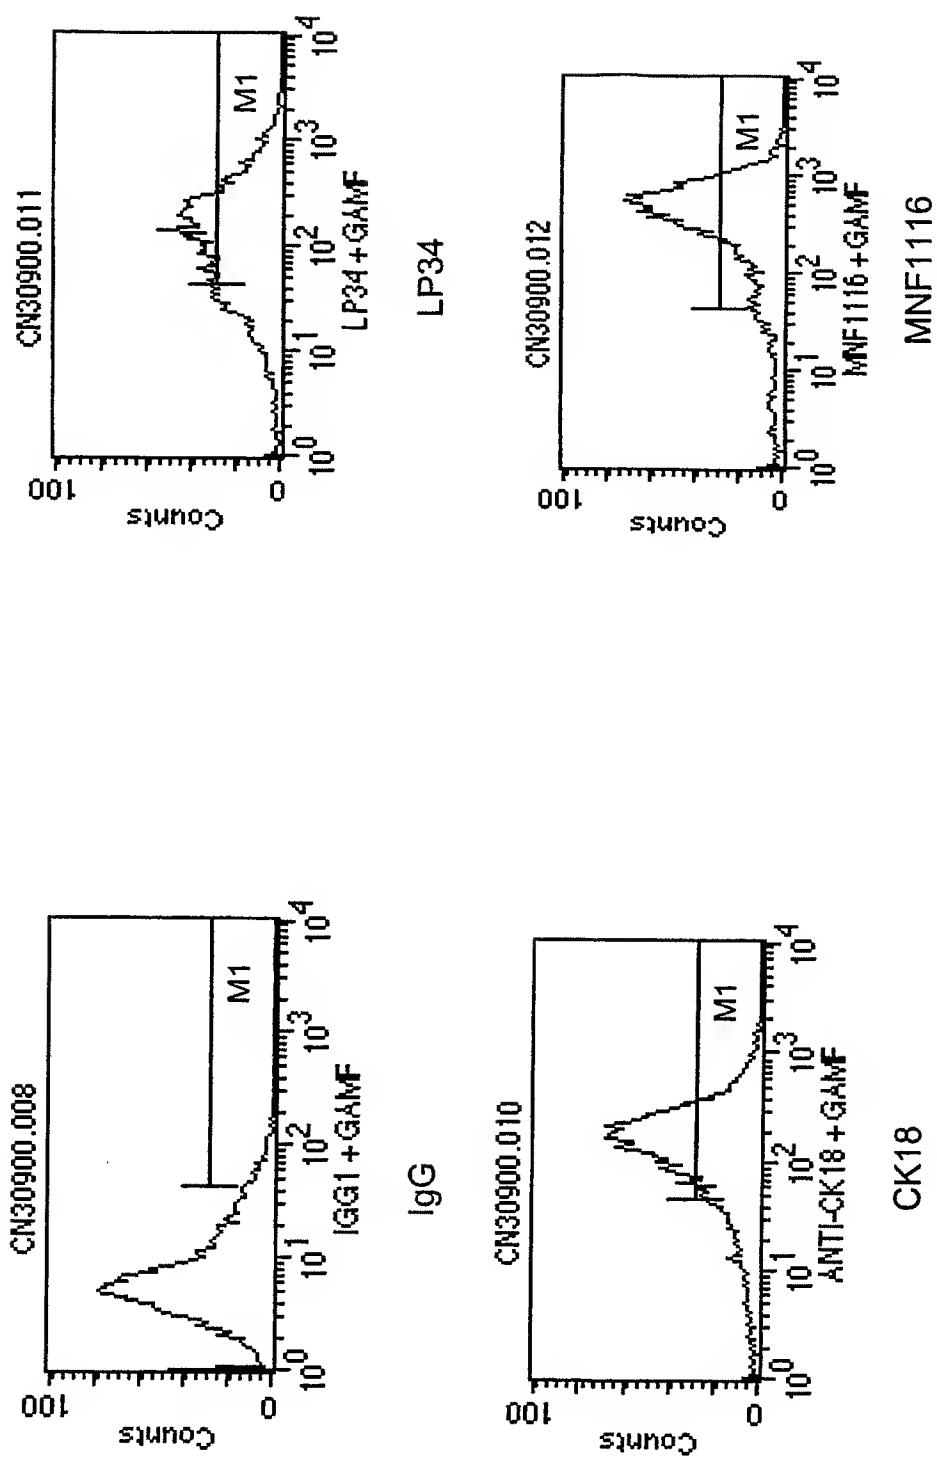 CN30900.008
Counts
100
0
M1
10^0 10^1 10^2 10^3 10^4
IGG1+GAMF
IgG
CN30900.011
Counts
100
0
M1
10^0 10^1 10^2 10^3 10^4
LP34+GAMF
LP34
CN30900.010
Counts
100
0
M1
10^0 10^1 10^2 10^3 10^4
ANTI-CK18+GAMF
CK18
CN30900.012
Counts
100
0
M1
10^0 10^1 10^2 10^3 10^4
MNF1116+GAMF
MNF1116